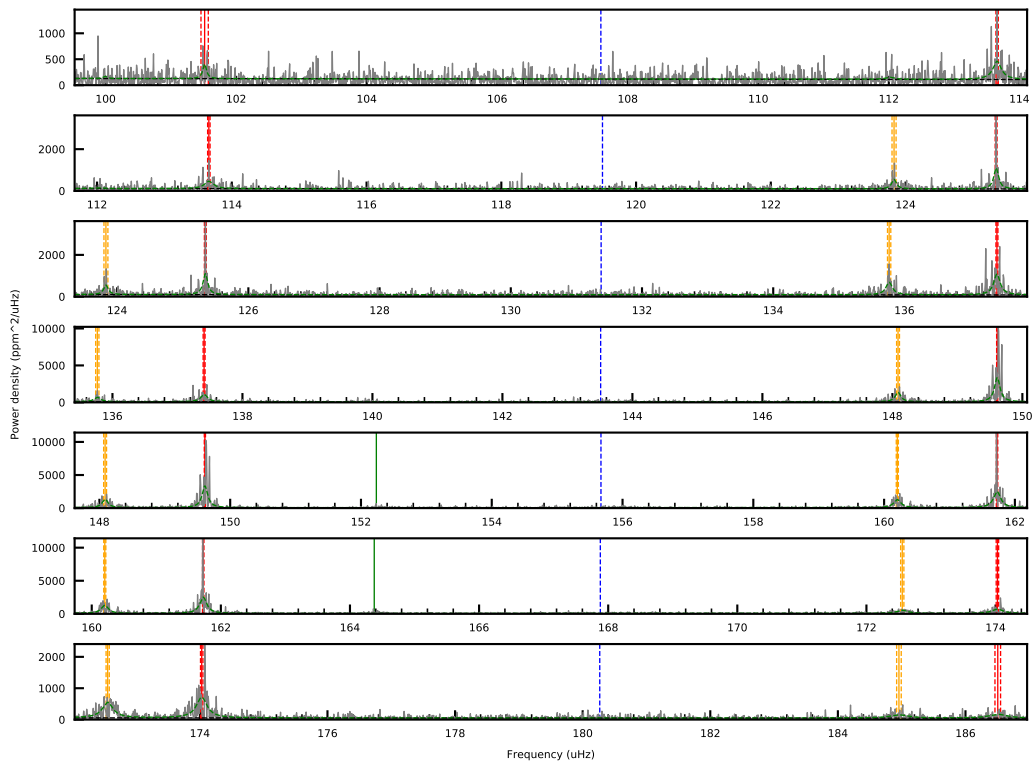 1000
500
0
100 102 104 106 108 110 112 114
2000
0
112 114 116 118 120 122 124
2000
0
124 126 128 130 132 134 136
Power density (ppm^2/uHz)
10000
5000
0
136 138 140 142 144 146 148 150
10000
5000
0
148 150 152 154 156 158 160 162
10000
5000
0
160 162 164 166 168 170 172 174
2000
1000
0
174 176 178 180 182 184 186
Frequency (uHz)